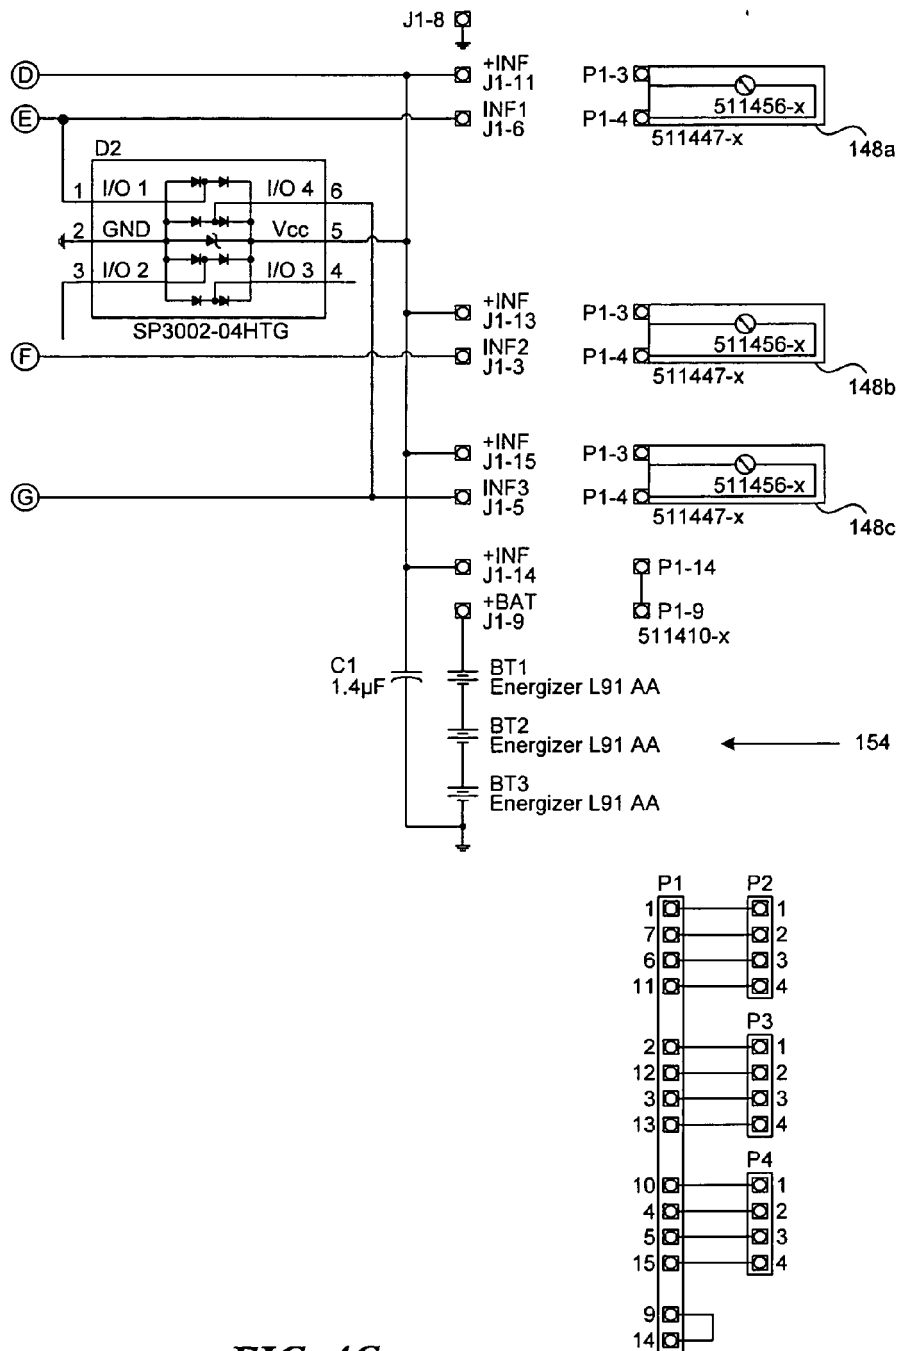 J1-8
D
+INF
J1-11
P1-3
511456-x
E
INF1
J1-6
P1-4
511447-x
148a
D2
1 I/O 1 I/O 4 6
2 GND Vcc 5
3 I/O 2 I/O 3 4
SP3002-04HTG
+INF
J1-13
P1-3
511456-x
F
INF2
J1-3
P1-4
511447-x
148b
+INF
J1-15
P1-3
511456-x
G
INF3
J1-5
P1-4
511447-x
148c
+INF
J1-14
P1-14
+BAT
J1-9
P1-9
511410-x
C1
1.4µF
BT1
Energizer L91 AA
BT2
Energizer L91 AA
154
BT3
Energizer L91 AA
P1 P2
1 1
7 2
6 3
11 4
P3
2 1
12 2
3 3
13 4
P4
10 1
4 2
5 3
15 4
9
14